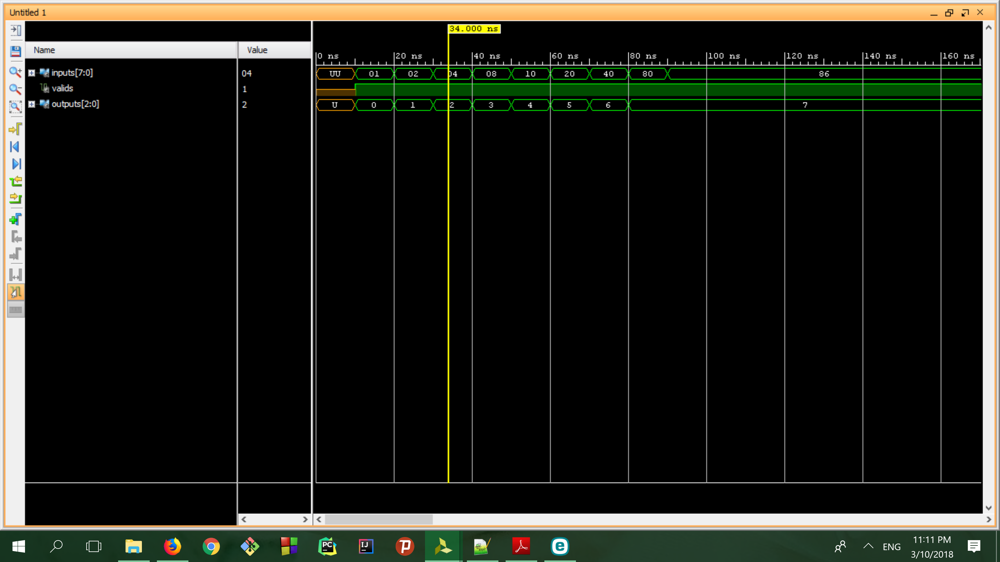 Untitled 1
34.000 ns
Name Value
0 ns 20 ns 40 ns 60 ns 80 ns 100 ns 120 ns 140 ns 160 ns
inputs[7:0] 04 UU 01 02 04 08 10 20 40 80 86
valids 1
outputs[2:0] 2 U 0 1 2 3 4 5 6 7
PC
IJ
e
ENG
11:11 PM
3/10/2018